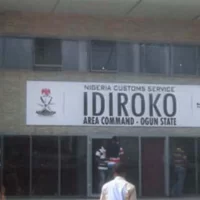 NIGERIA CUSTOMS SERVICE
IDIROKO
AREA COMMAND - OGUN STATE